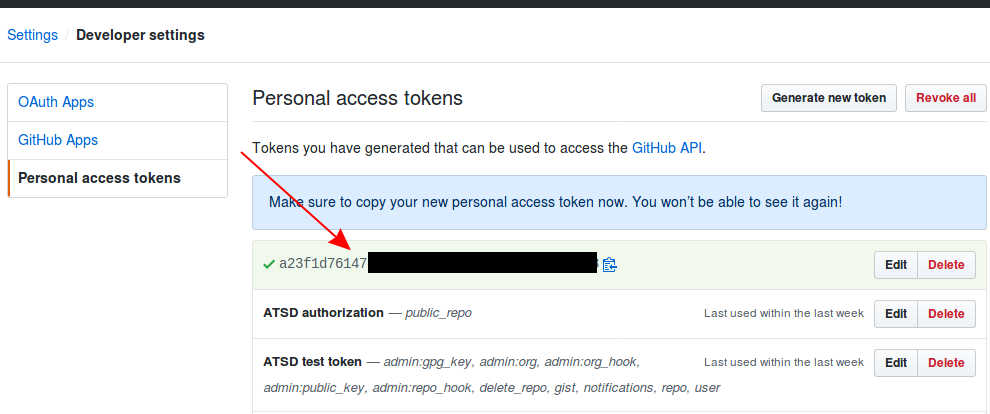 Settings / Developer settings
OAuth Apps
GitHub Apps
Personal access tokens
Personal access tokens
Generate new token
Revoke all
Tokens you have generated that can be used to access the GitHub API.
Make sure to copy your new personal access token now. You won’t be able to see it again!
a23f1d76147
Edit Delete
ATSD authorization — public_repo
Last used within the last week
Edit Delete
ATSD test token — admin:gpg_key, admin:org, admin:org_hook,
admin:public_key, admin:repo_hook, delete_repo, gist, notifications, repo, user
Last used within the last week
Edit Delete